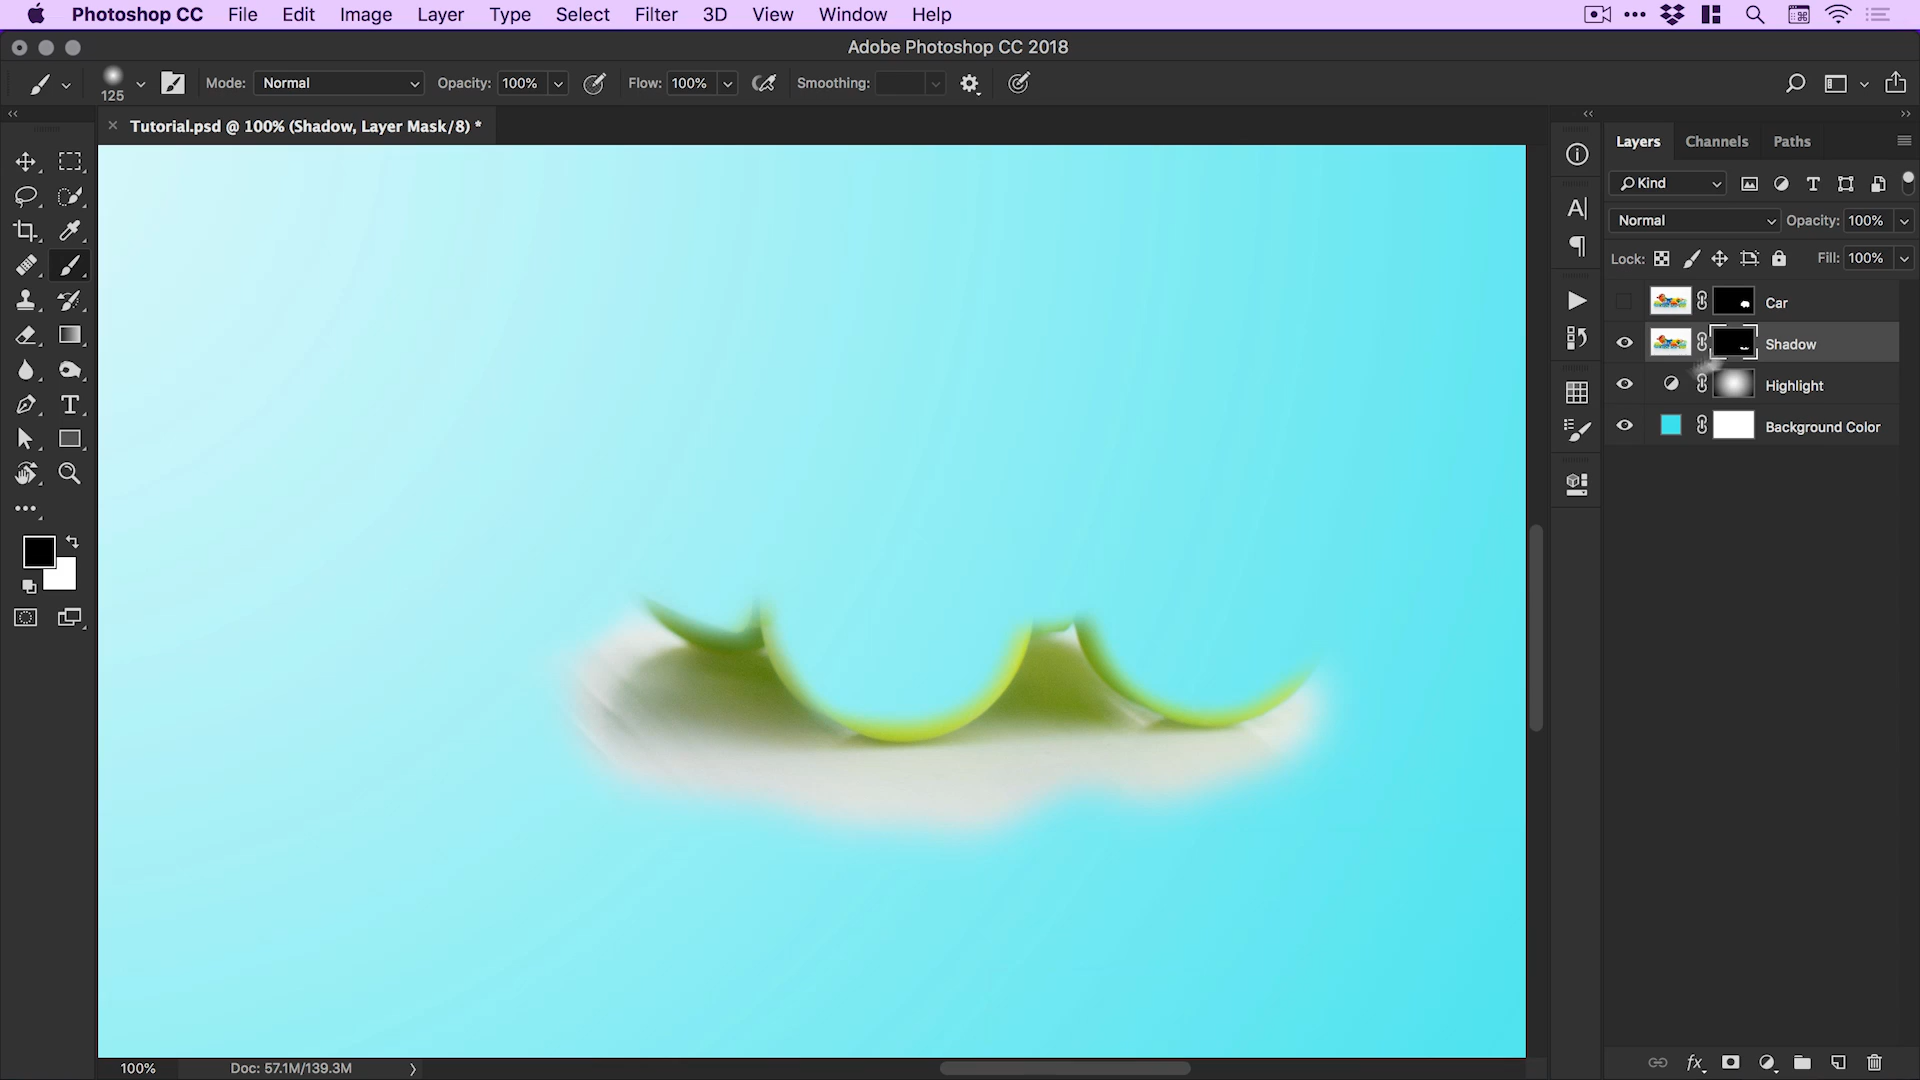 Photoshop CC File Edit Image Layer Type Select Filter 3D View Window Help
Adobe Photoshop CC 2018
125 Mode: Normal Opacity: 100% Flow: 100% Smoothing:
Tutorial.psd @ 100% (Shadow, Layer Mask/8) *
Layers Channels Paths
Kind
Normal Opacity: 100%
Lock: Fill: 100%
Car
Shadow
Highlight
Background Color
100% Doc: 57.1M/139.3M